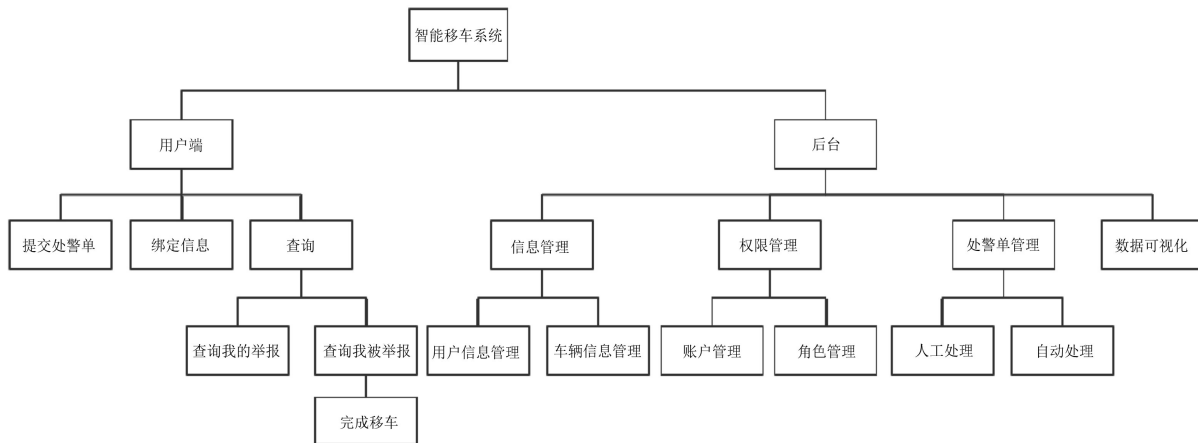 智能移车系统
用户端
后台
提交处警单
绑定信息
查询
信息管理
权限管理
处警单管理
数据可视化
查询我的举报
查询我被举报
用户信息管理
车辆信息管理
账户管理
角色管理
人工处理
自动处理
完成移车